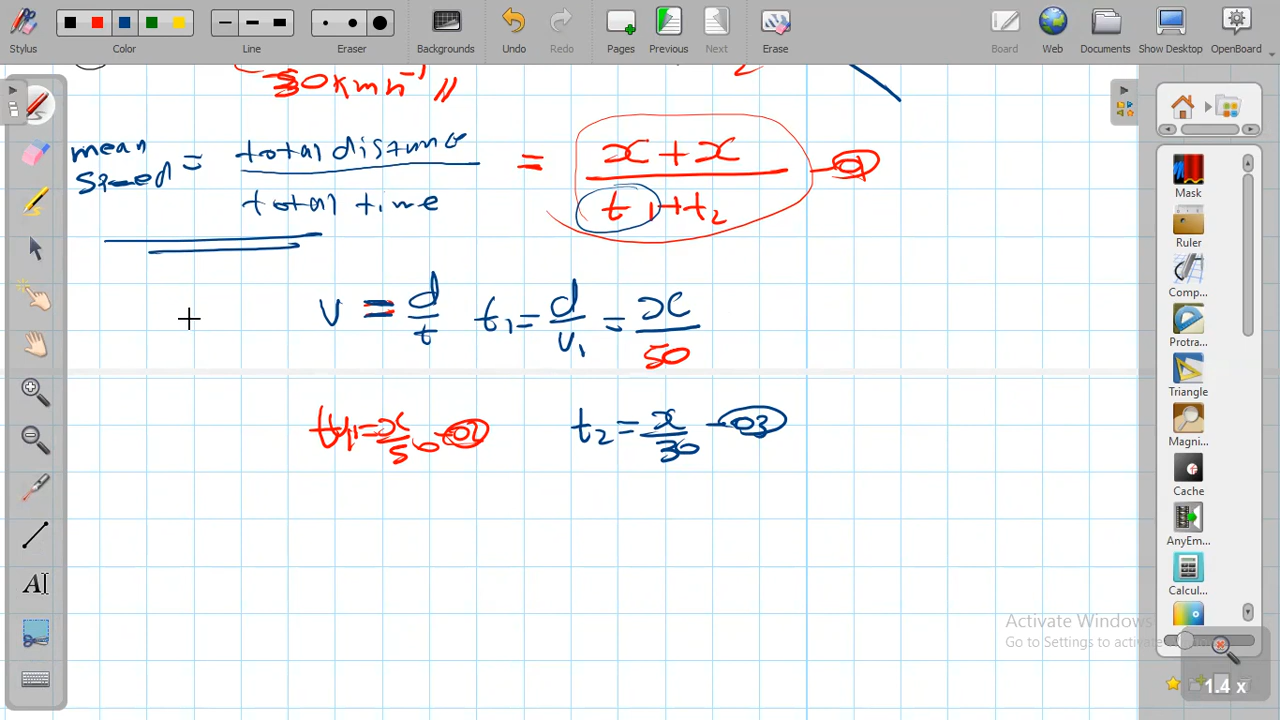 Stylus Color Line Eraser Backgrounds Undo Redo Pages Previous Next Erase Board Web Documents Show Desktop OpenBoard
30kmh⁻¹ //
2
mean speed = total distance / total time = x + x / t1 + t2 - 01
v = d/t t1 = d/v1 = x/50
t1 = x/50 - 02 t2 = x/30 - 03
Mask
Ruler
Comp...
Protra...
Triangle
Magni...
Cache
AnyEm...
Calcul...
Activate Windows
Go to Settings to activate
1.4 x